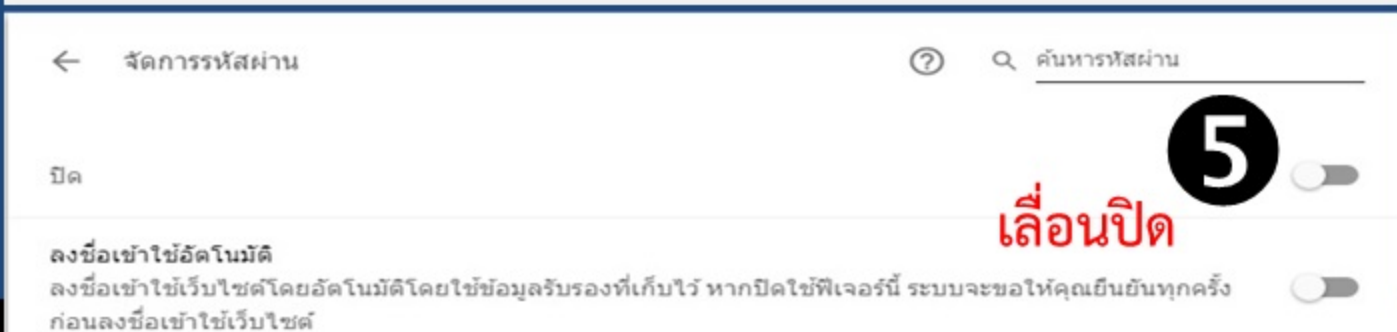 จัดการรหัสผ่าน
ค้นหารหัสผ่าน
5
ปิด
เลื่อนปิด
ลงชื่อเข้าใช้อัตโนมัติ
ลงชื่อเข้าใช้เว็บไซต์โดยอัตโนมัติโดยใช้ข้อมูลรับรองที่เก็บไว้ หากปิดใช้ฟีเจอร์นี้ ระบบจะขอให้คุณยืนยันทุกครั้ง
ก่อนลงชื่อเข้าใช้เว็บไซต์